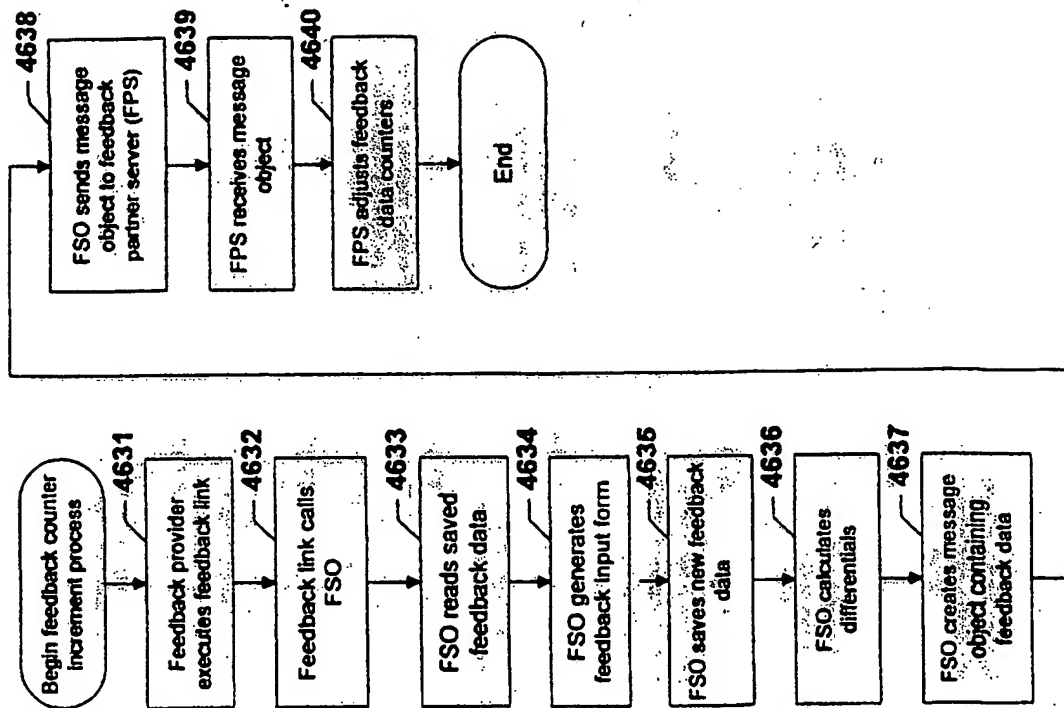 Begin feedback counter
increment process
4631
Feedback provider
executes feedback link
4632
Feedback link calls
FSO
4633
FSO reads saved
feedback data
4634
FSO generates
feedback input form
4635
FSO saves new feedback
data
4636
FSO calculates
differentials
4637
FSO creates message
object containing
feedback data
4638
FSO sends message
object to feedback
partner server (FPS)
4639
FPS receives message
object
4640
FPS adjusts feedback
data counters
End